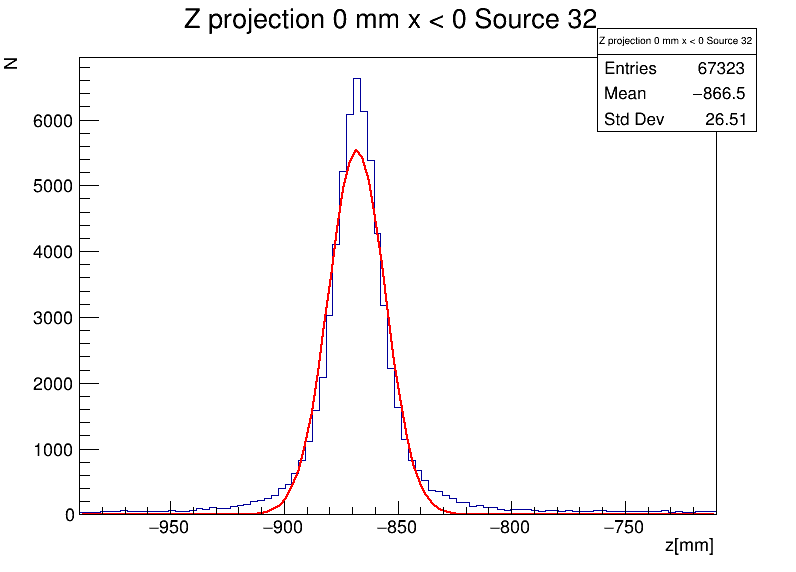 Z projection 0 mm x < 0 Source 32
Z projection 0 mm x < 0 Source 32
Entries 67323
Mean −866.5
Std Dev 26.51
N
6000
5000
4000
3000
2000
1000
0
−950 −900 −850 −800 −750
z[mm]